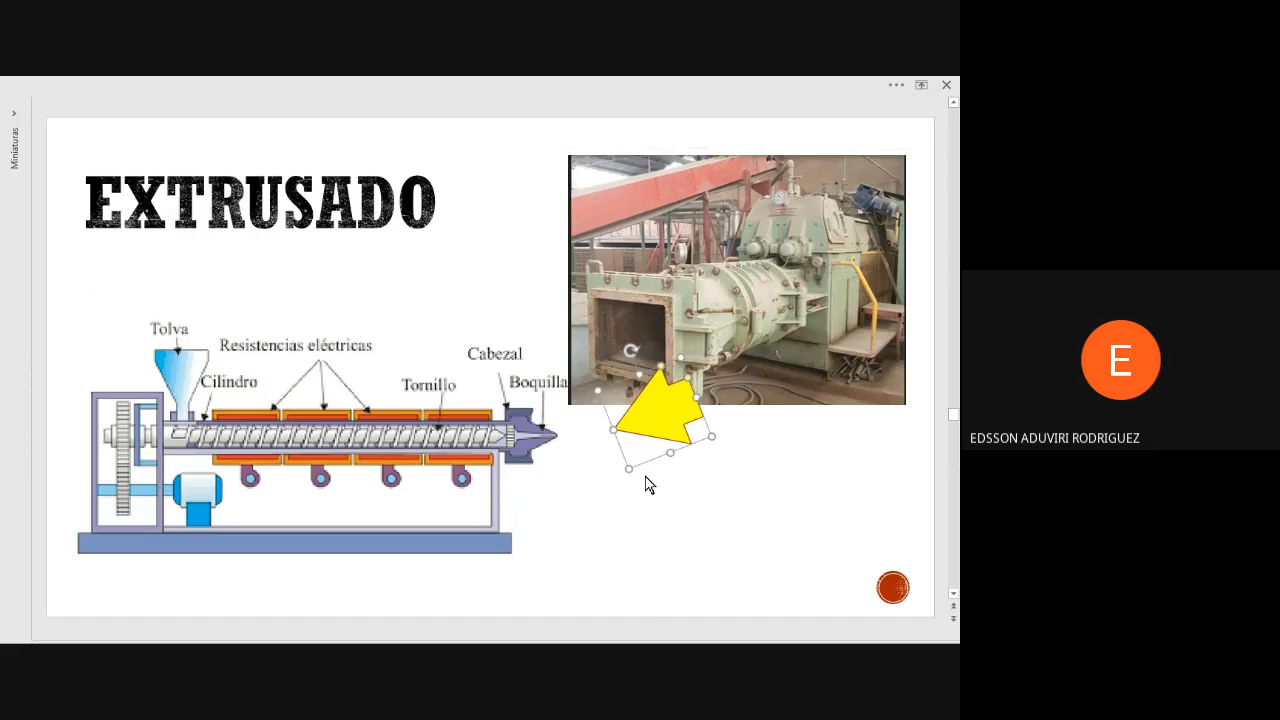 Miniaturas
EXTRUSADO
Tolva
Resistencias eléctricas
Cabezal
Cilindro
Tornillo
Boquilla
EDSSON ADUVIRI RODRIGUEZ
E